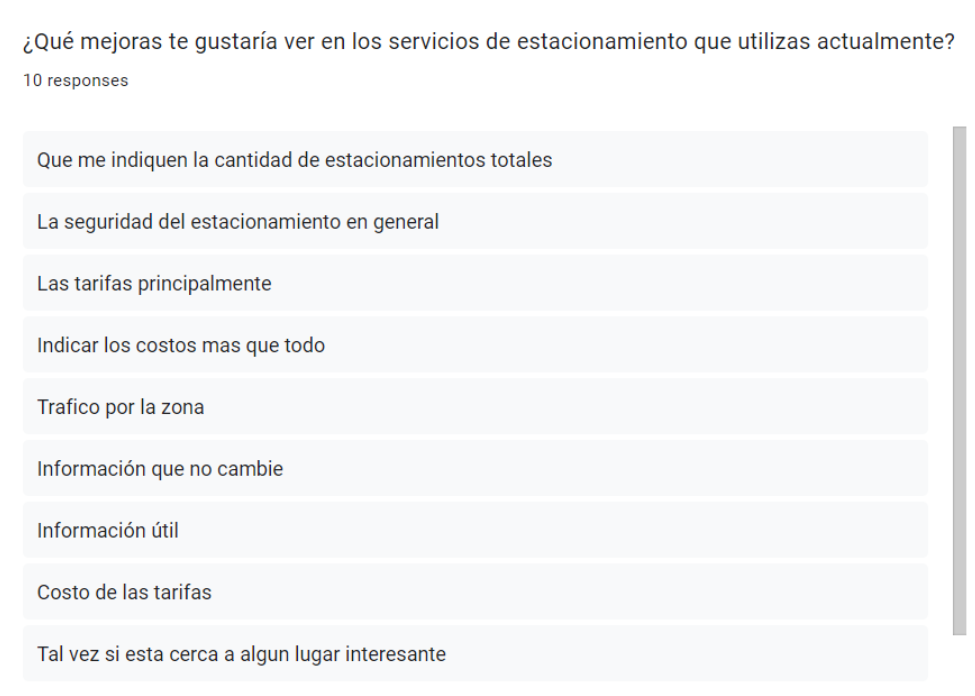 ¿Qué mejoras te gustaría ver en los servicios de estacionamiento que utilizas actualmente?
10 responses
Que me indiquen la cantidad de estacionamientos totales
La seguridad del estacionamiento en general
Las tarifas principalmente
Indicar los costos mas que todo
Trafico por la zona
Información que no cambie
Información útil
Costo de las tarifas
Tal vez si esta cerca a algun lugar interesante